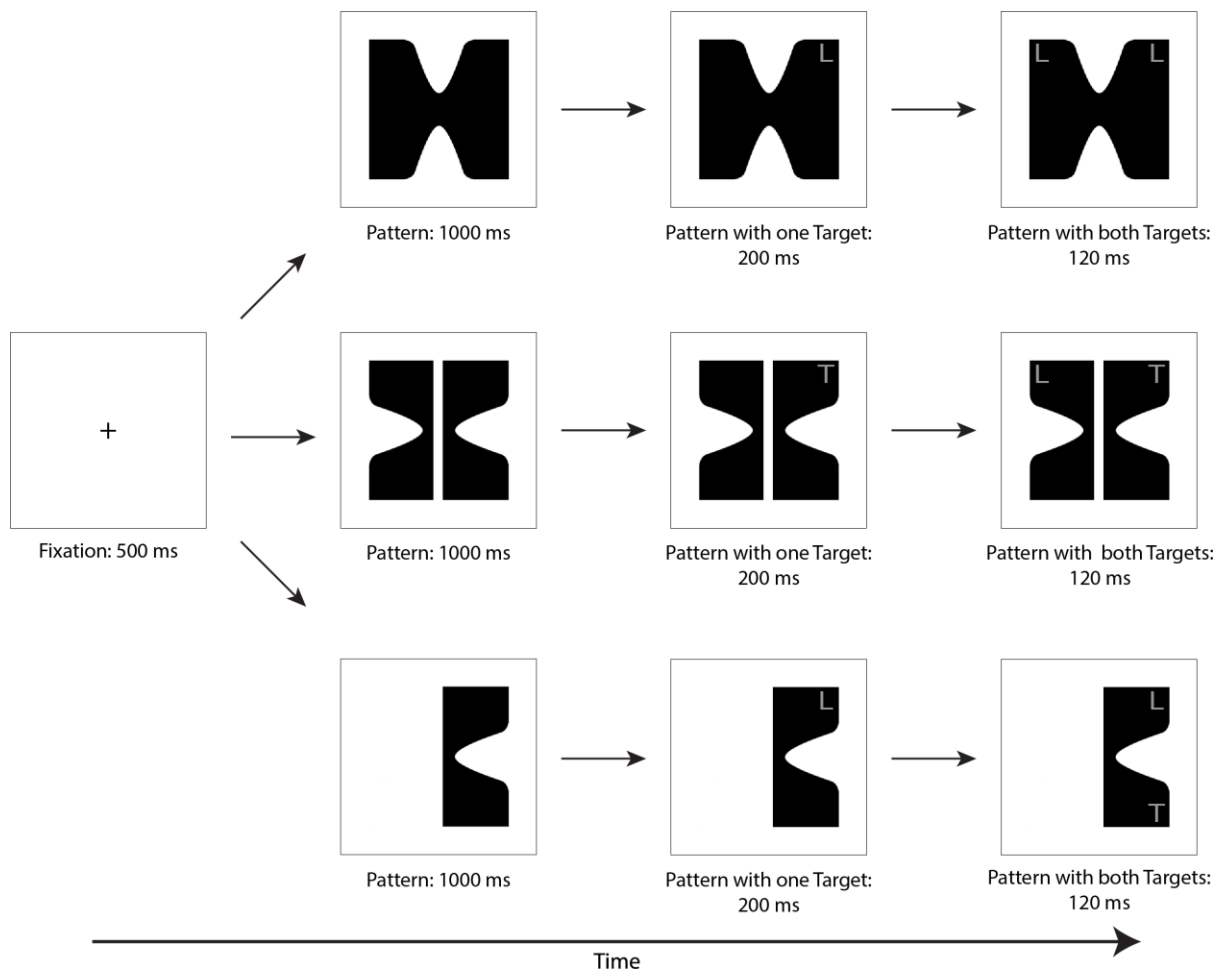 L
L L
Pattern: 1000 ms
Pattern with one Target:
200 ms
Pattern with both Targets:
120 ms
+
Fixation: 500 ms
T
L T
Pattern: 1000 ms
Pattern with one Target:
200 ms
Pattern with  both Targets:
120 ms
L
L
T
Pattern: 1000 ms
Pattern with one Target:
200 ms
Pattern with both Targets:
120 ms
Time